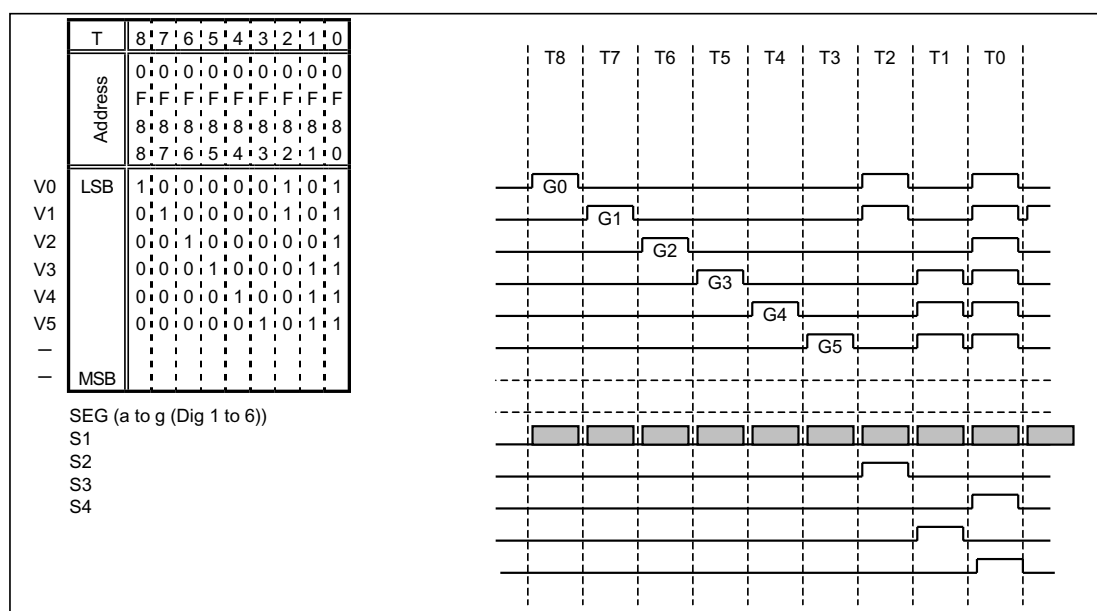 T 8 7 6 5 4 3 2 1 0
Address
0 0 0 0 0 0 0 0 0
F F F F F F F F F
8 8 8 8 8 8 8 8 8
8 7 6 5 4 3 2 1 0
V0 LSB 1 0 0 0 0 0 1 0 1
V1 0 1 0 0 0 0 1 0 1
V2 0 0 1 0 0 0 0 0 1
V3 0 0 0 1 0 0 0 1 1
V4 0 0 0 0 1 0 0 1 1
V5 0 0 0 0 0 1 0 1 1
–
– MSB
SEG (a to g (Dig 1 to 6))
S1
S2
S3
S4
T8 T7 T6 T5 T4 T3 T2 T1 T0
G0
G1
G2
G3
G4
G5